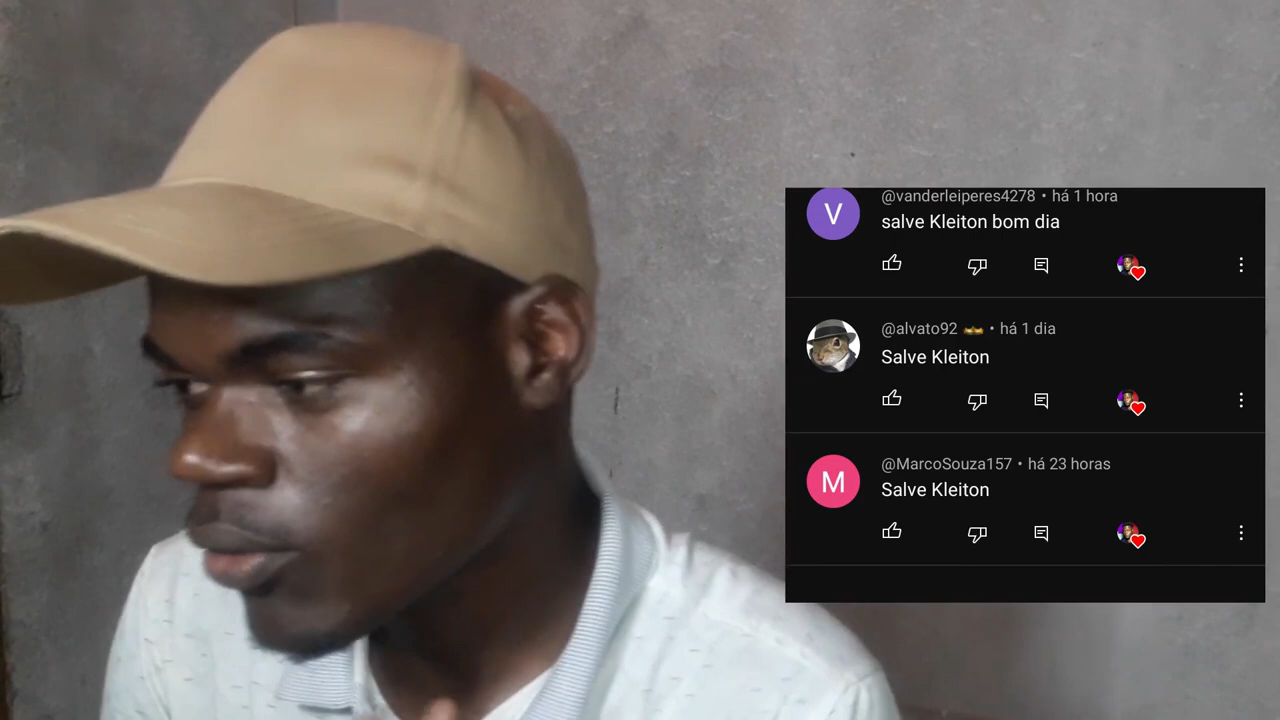 @vanderleiperes4278 • há 1 hora
salve Kleiton bom dia
@alvato92 • há 1 dia
Salve Kleiton
@MarcoSouza157 • há 23 horas
Salve Kleiton
V
M